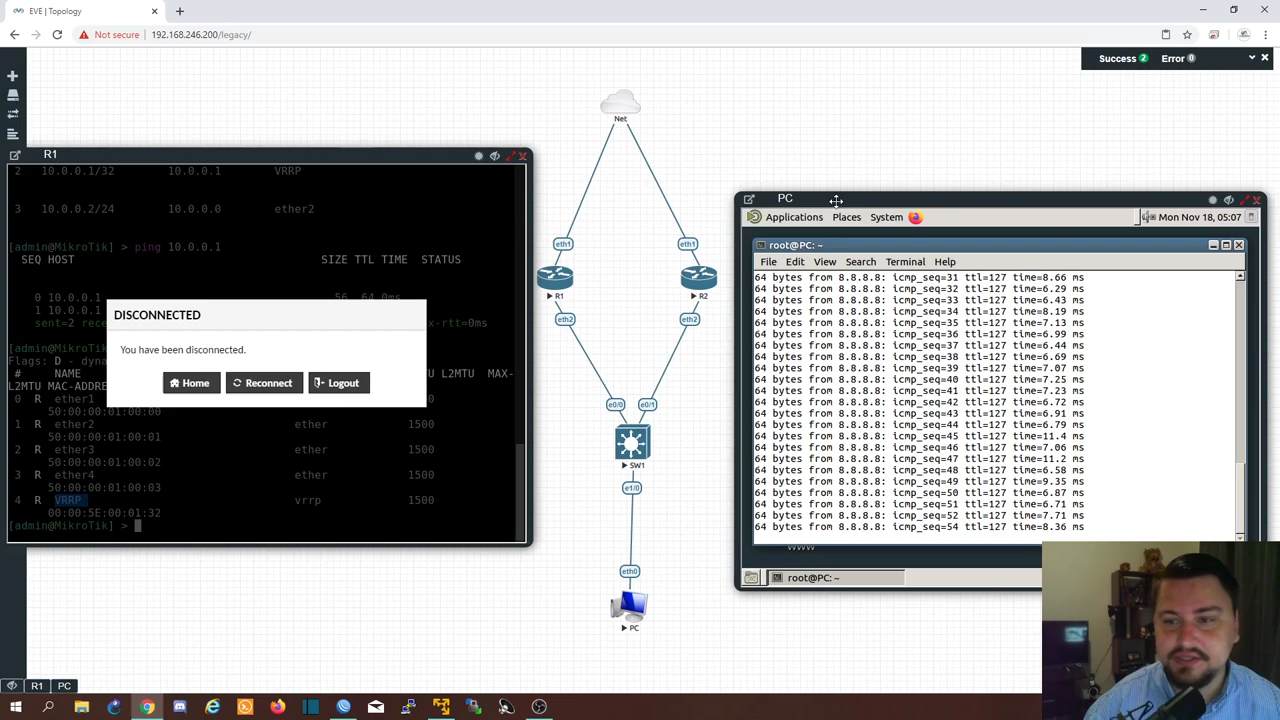 EVE | Topology
Not secure
192.168.246.200/legacy/
Success 2 Error 0
Net
R1
2 10.0.0.1/32 10.0.0.1 VRRP
3 10.0.0.2/24 10.0.0.0 ether2
[admin@MikroTik] > ping 10.0.0.1
SEQ HOST SIZE TTL TIME STATUS
0 10.0.0.1 56 64 0ms
1 10.0
sent=2 rece x-rtt=0ms
DISCONNECTED
You have been disconnected.
Home Reconnect Logout
[admin@MikroT
Flags: D - dyna
# NAME U L2MTU MAX-
L2MTU MAC-ADDRE
0 R ether1
50:00:00:01:00:00
1 R ether2 ether 1500
50:00:00:01:00:01
2 R ether3 ether 1500
50:00:00:01:00:02
3 R ether4 ether 1500
50:00:00:01:00:03
4 R VRRP vrrp 1500
00:00:5E:00:01:32
[admin@MikroTik] >
eth1
eth1
R1
R2
eth2
eth2
e0/0
e0/1
SW1
e1/0
eth0
PC
PC
Applications Places System Mon Nov 18, 05:07
root@PC: ~
File Edit View Search Terminal Help
64 bytes from 8.8.8.8: icmp_seq=31 ttl=127 time=8.66 ms
64 bytes from 8.8.8.8: icmp_seq=32 ttl=127 time=6.29 ms
64 bytes from 8.8.8.8: icmp_seq=33 ttl=127 time=6.43 ms
64 bytes from 8.8.8.8: icmp_seq=34 ttl=127 time=8.19 ms
64 bytes from 8.8.8.8: icmp_seq=35 ttl=127 time=7.13 ms
64 bytes from 8.8.8.8: icmp_seq=36 ttl=127 time=6.99 ms
64 bytes from 8.8.8.8: icmp_seq=37 ttl=127 time=6.44 ms
64 bytes from 8.8.8.8: icmp_seq=38 ttl=127 time=6.69 ms
64 bytes from 8.8.8.8: icmp_seq=39 ttl=127 time=7.07 ms
64 bytes from 8.8.8.8: icmp_seq=40 ttl=127 time=7.25 ms
64 bytes from 8.8.8.8: icmp_seq=41 ttl=127 time=7.23 ms
64 bytes from 8.8.8.8: icmp_seq=42 ttl=127 time=6.72 ms
64 bytes from 8.8.8.8: icmp_seq=43 ttl=127 time=6.91 ms
64 bytes from 8.8.8.8: icmp_seq=44 ttl=127 time=6.79 ms
64 bytes from 8.8.8.8: icmp_seq=45 ttl=127 time=11.4 ms
64 bytes from 8.8.8.8: icmp_seq=46 ttl=127 time=7.06 ms
64 bytes from 8.8.8.8: icmp_seq=47 ttl=127 time=11.2 ms
64 bytes from 8.8.8.8: icmp_seq=48 ttl=127 time=6.58 ms
64 bytes from 8.8.8.8: icmp_seq=49 ttl=127 time=9.35 ms
64 bytes from 8.8.8.8: icmp_seq=50 ttl=127 time=6.87 ms
64 bytes from 8.8.8.8: icmp_seq=51 ttl=127 time=6.71 ms
64 bytes from 8.8.8.8: icmp_seq=52 ttl=127 time=7.71 ms
64 bytes from 8.8.8.8: icmp_seq=54 ttl=127 time=8.36 ms
root@PC: ~
R1 PC